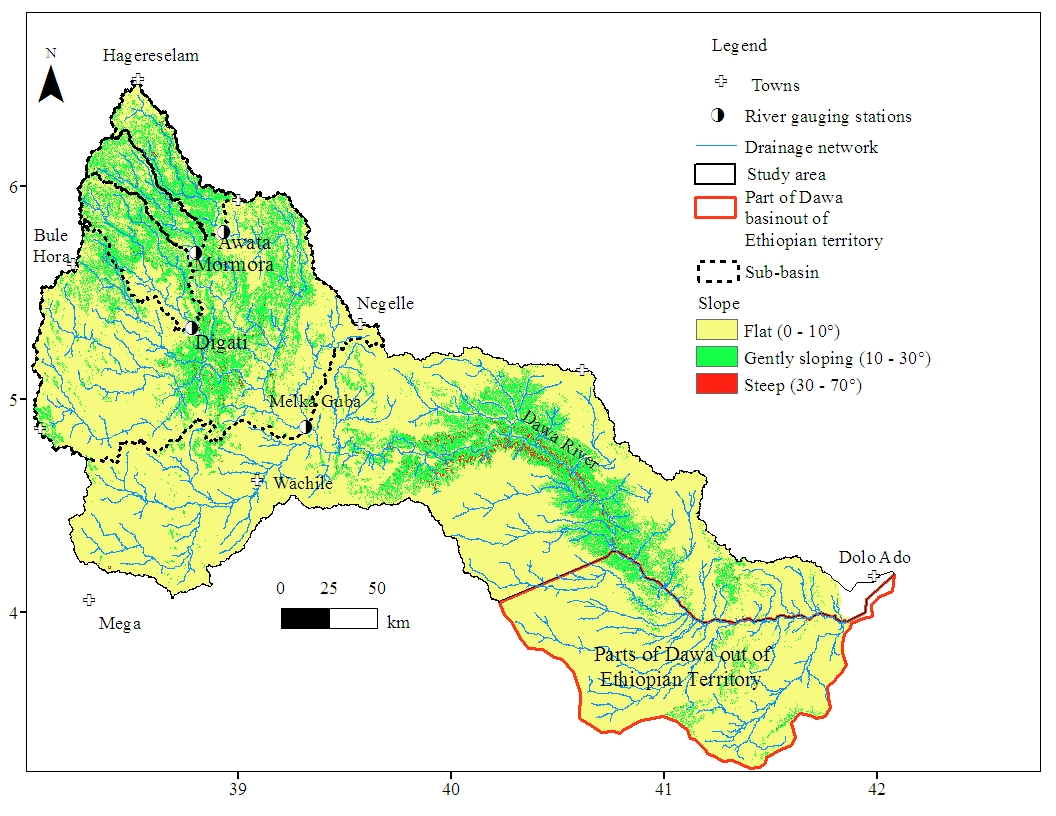 Hagereselam
N
Legend
Towns
River gauging stations
Drainage network
Study area
Part of Dawa
basinout of
Ethiopian territory
Sub-basin
Slope
Flat (0 - 10°)
Gently sloping (10 - 30°)
Steep (30 - 70°)
6
Bule
Hora
Awata
Mormora
Negelle
Digati
5
Melka Guba
Dawa River
Wachile
Dolo Ado
0 25 50
km
4
Mega
Parts of Dawa out of
Ethiopian Territory
39 40 41 42